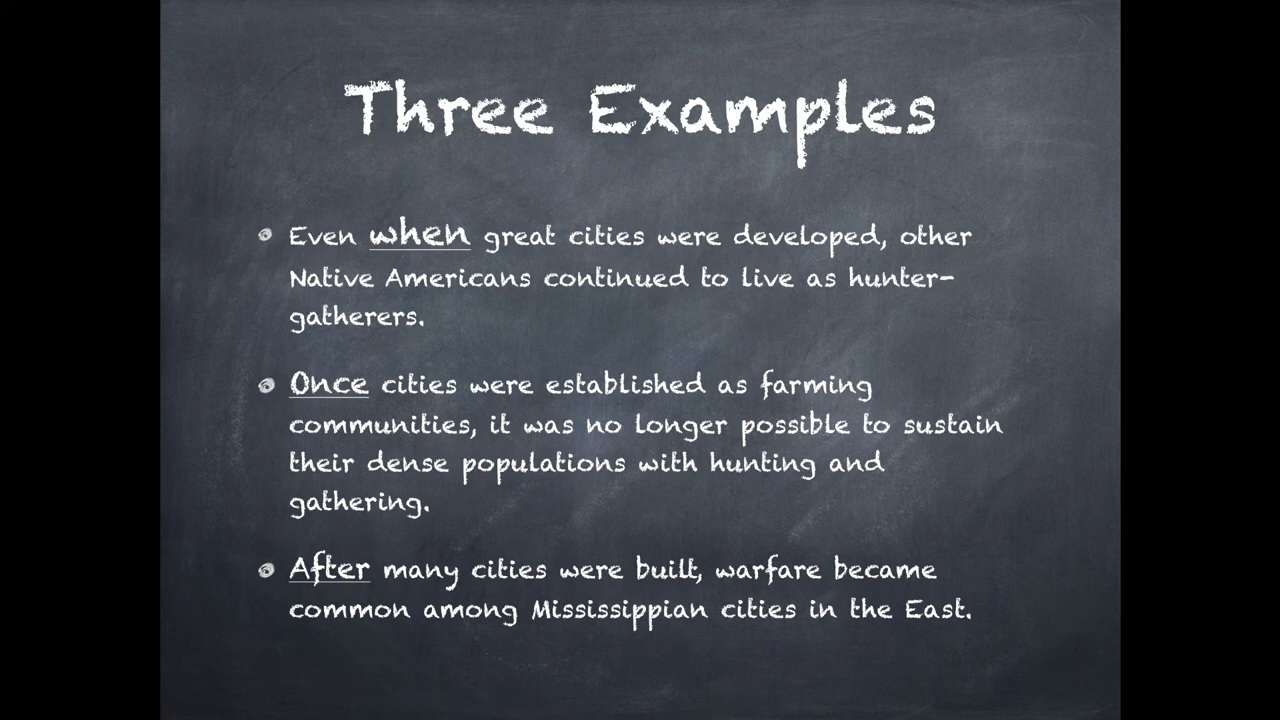 Three Examples
Even when great cities were developed, other
Native Americans continued to live as hunter-
gatherers.
Once cities were established as farming
communities, it was no longer possible to sustain
their dense populations with hunting and
gathering.
After many cities were built, warfare became
common among Mississippian cities in the East.